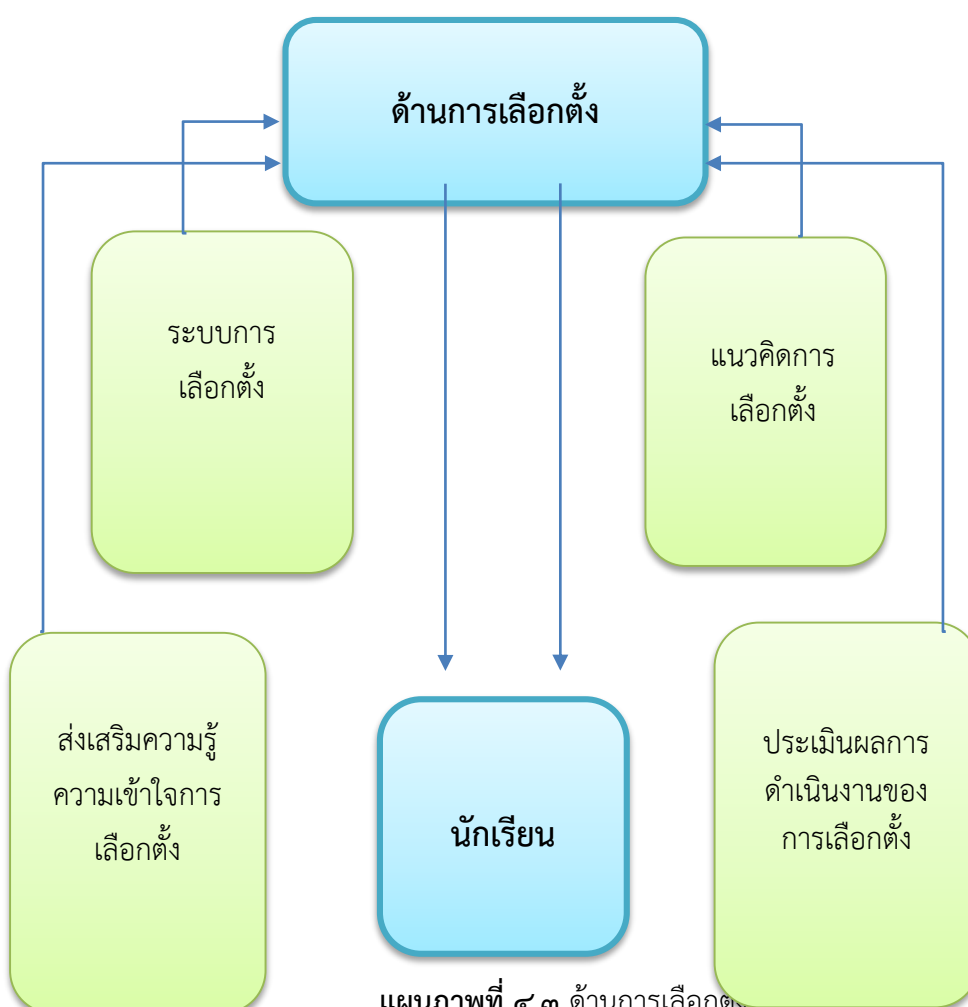 ด้านการเลือกตั้ง
ระบบการ
เลือกตั้ง
แนวคิดการ
เลือกตั้ง
ส่งเสริมความรู้
ความเข้าใจการ
เลือกตั้ง
นักเรียน
ประเมินผลการ
ดำเนินงานของ
การเลือกตั้ง
แผนภาพที่ ๔.๓ ด้านการเลือกตั้ง